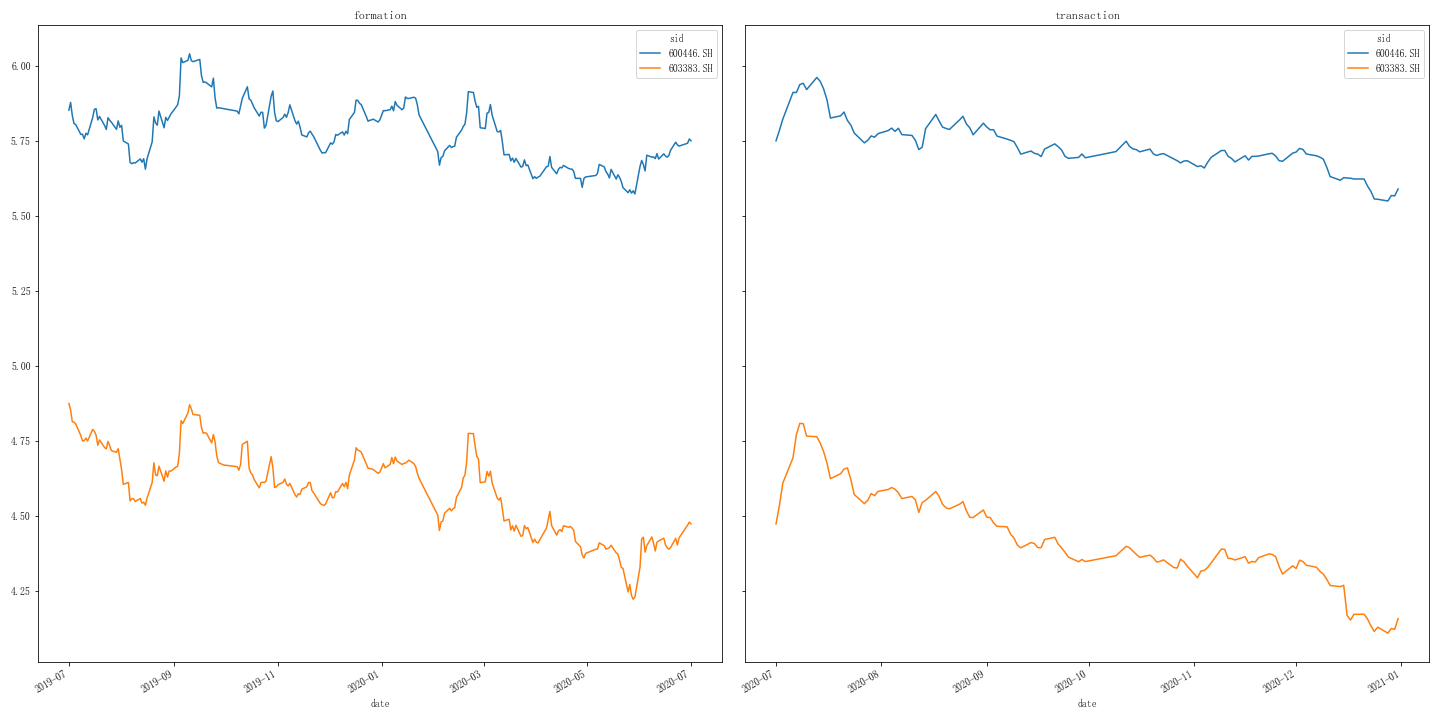 formation
sid
600446.SH
603383.SH
6.00
5.75
5.50
5.25
5.00
4.75
4.50
4.25
2019-07
2019-09
2019-11
2020-01
2020-03
2020-05
2020-07
date
transaction
sid
600446.SH
603383.SH
2020-07
2020-08
2020-09
2020-10
2020-11
2020-12
2021-01
date